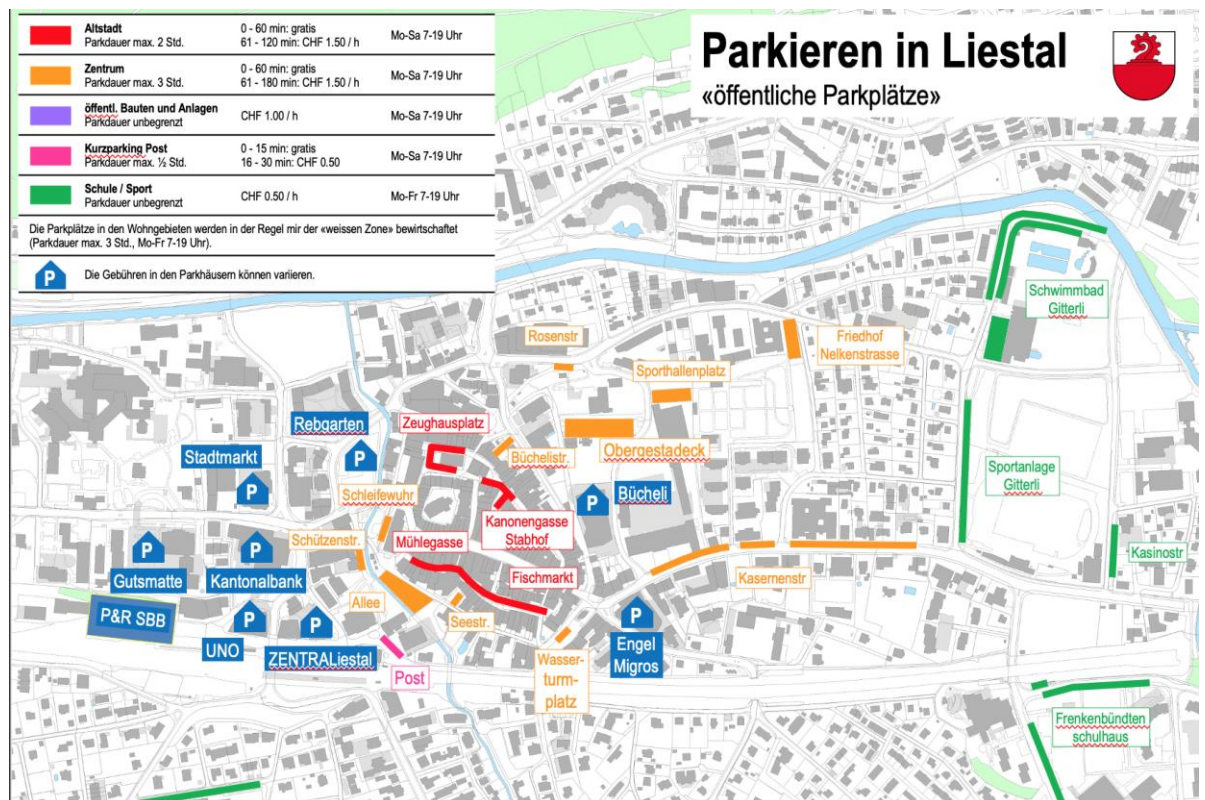 Altstadt
Parkdauer max. 2 Std.
0 - 60 min: gratis
61 - 120 min: CHF 1.50 / h
Mo-Sa 7-19 Uhr
Zentrum
Parkdauer max. 3 Std.
0 - 60 min: gratis
61 - 180 min: CHF 1.50 / h
Mo-Sa 7-19 Uhr
öffentl. Bauten und Anlagen
Parkdauer unbegrenzt
CHF 1.00 / h
Mo-Sa 7-19 Uhr
Kurzparking Post
Parkdauer max. ½ Std.
0 - 15 min: gratis
16 - 30 min: CHF 0.50
Mo-Sa 7-19 Uhr
Schule / Sport
Parkdauer unbegrenzt
CHF 0.50 / h
Mo-Fr 7-19 Uhr
Die Parkplätze in den Wohngebieten werden in der Regel mir der «weissen Zone» bewirtschaftet
(Parkdauer max. 3 Std., Mo-Fr 7-19 Uhr).
P
Die Gebühren in den Parkhäusern können variieren.
Parkieren in Liestal
«öffentliche Parkplätze»
Schwimmbad
Gitterli
Rosenstr
Friedhof
Nelkenstrasse
Sporthallenplatz
Rebgarten
P
Zeughausplatz
Büchelistr.
Obergestadeck
Stadtmarkt
P
Sportanlage
Gitterli
Schleifewuhr
P
Bücheli
Kanonengasse
Stabhof
Schützenstr.
Mühlegasse
P
Gutsmatte
P
Kantonalbank
Fischmarkt
Kasernenstr
Kasinostr
P&R SBB
Allee
Seestr.
P
UNO
P
ZENTRALiestal
P
Engel
Migros
Post
Wasser-
turm-
platz
Frenkenbündten
schulhaus